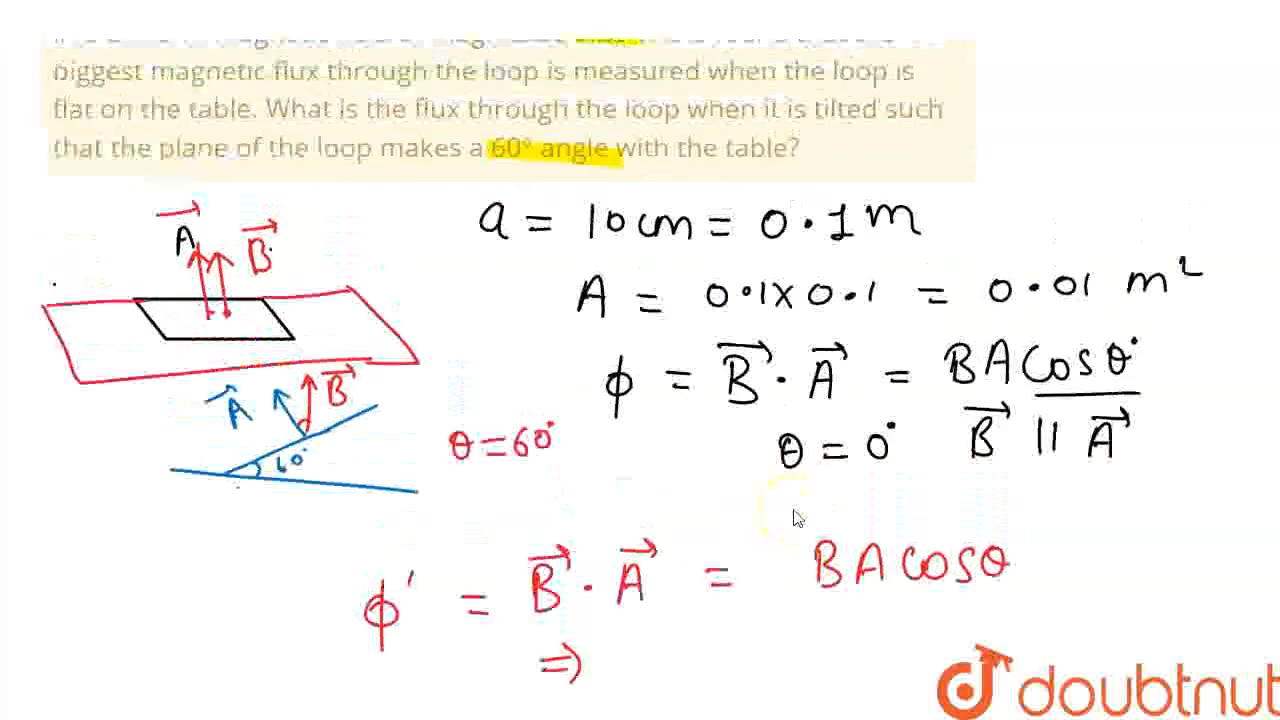 biggest magnetic flux through the loop is measured when the loop is
flat on the table. What is the flux through the loop when it is tilted such
that the plane of the loop makes a 60° angle with the table?
A B
a = 10 cm = 0.1 m
A = 0.1 x 0.1 = 0.01 m²
ϕ = B · A = BA cos θ°
A B
60°
θ = 60°
θ = 0° B || A
ϕ' = B · A = BA cos θ
⇒
doubtnut